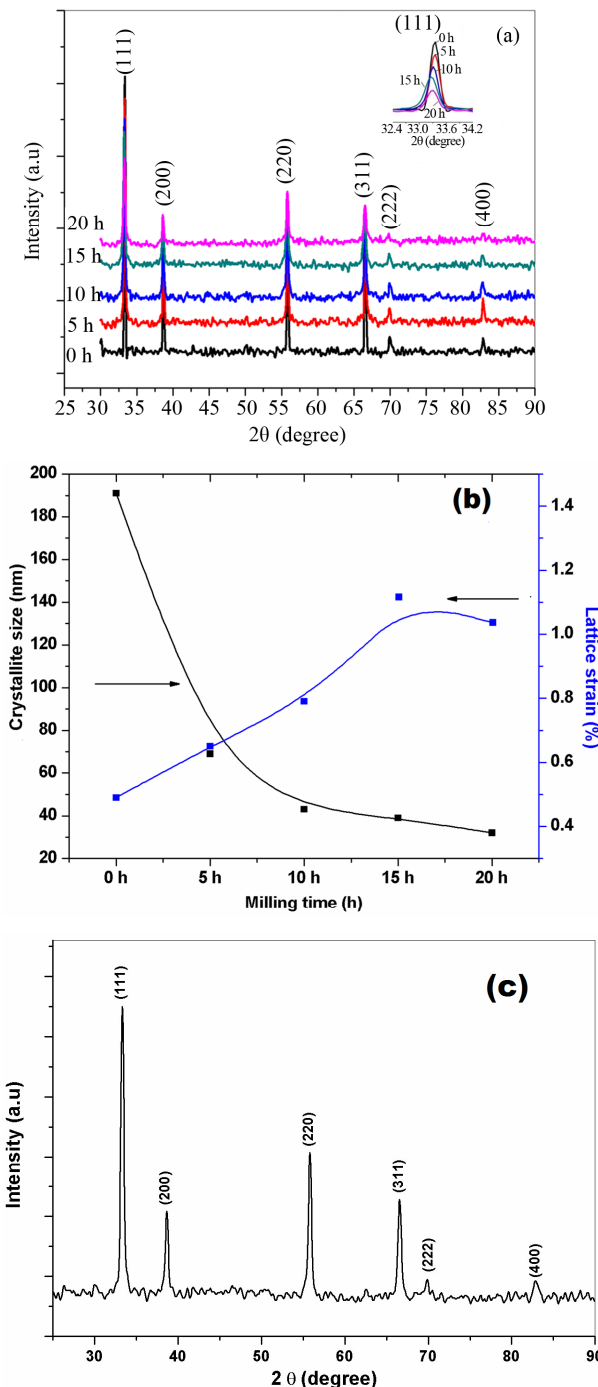 (111)
(a)
0 h
5 h
10 h
15 h
20 h
32.4 33.0 33.6 34.2
2θ (degree)
(111)
(200)
(220)
(311)
(222)
(400)
Intensity (a.u)
20 h
15 h
10 h
5 h
0 h
25 30 35 40 45 50 55 60 65 70 75 80 85 90
2θ (degree)
(b)
200
180
160
140
120
100
80
60
40
20
Crystallite size (nm)
1.4
1.2
1.0
0.8
0.6
0.4
Lattice strain (%)
0 h 5 h 10 h 15 h 20 h
Milling time (h)
(c)
(111)
(200)
(220)
(311)
(222)
(400)
Intensity (a.u)
30 40 50 60 70 80 90
2 θ (degree)